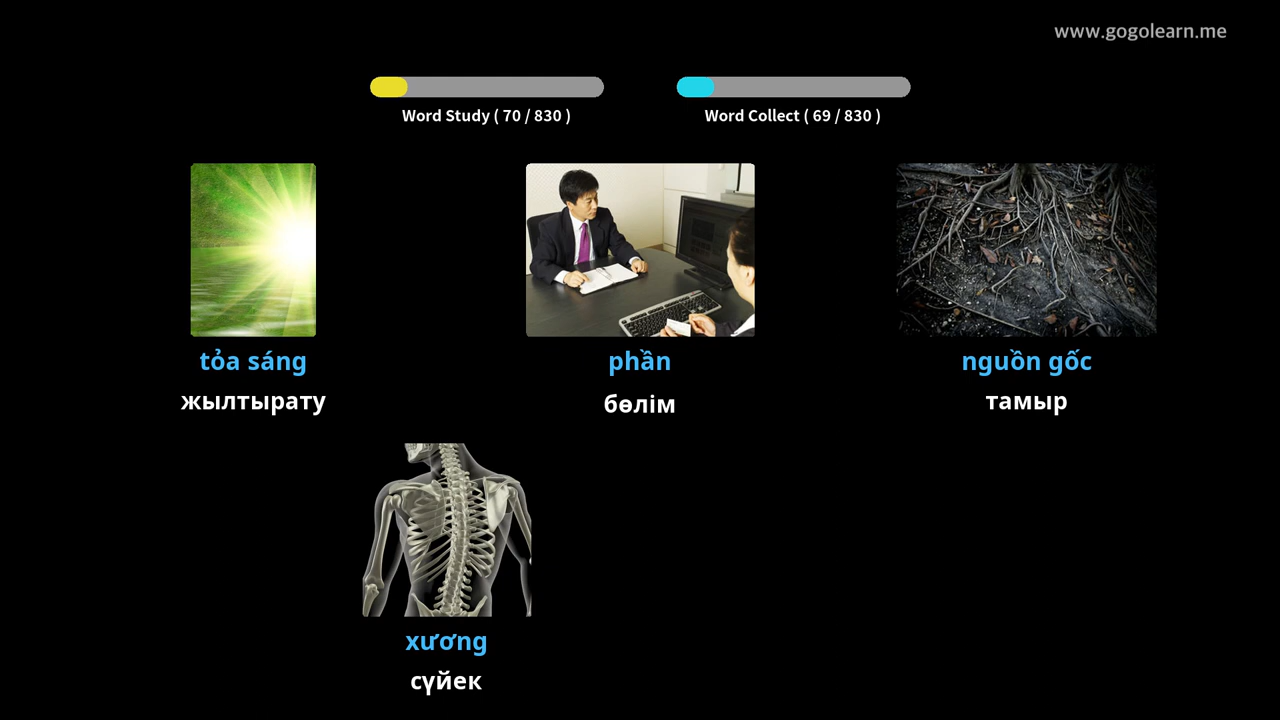 www.gogolearn.me
Word Study ( 70 / 830 )
Word Collect ( 69 / 830 )
tỏa sáng
жылтырату
phần
бөлім
nguồn gốc
тамыр
xương
сүйек